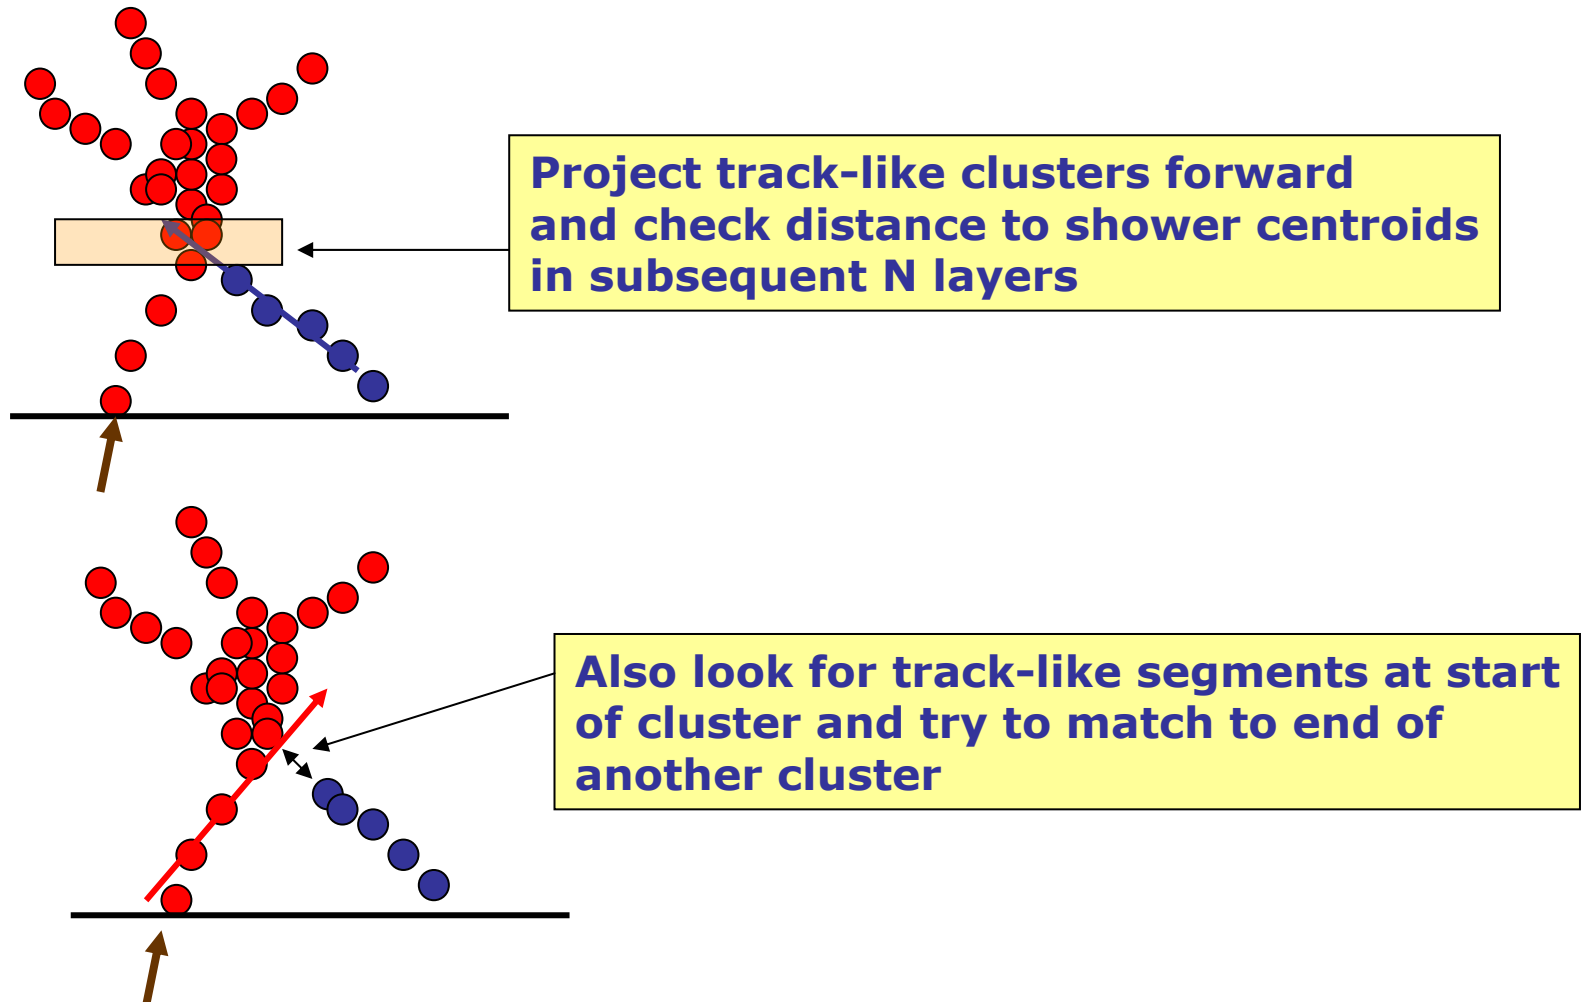 Project track-like clusters forward
and check distance to shower centroids
in subsequent N layers
Also look for track-like segments at start
of cluster and try to match to end of
another cluster